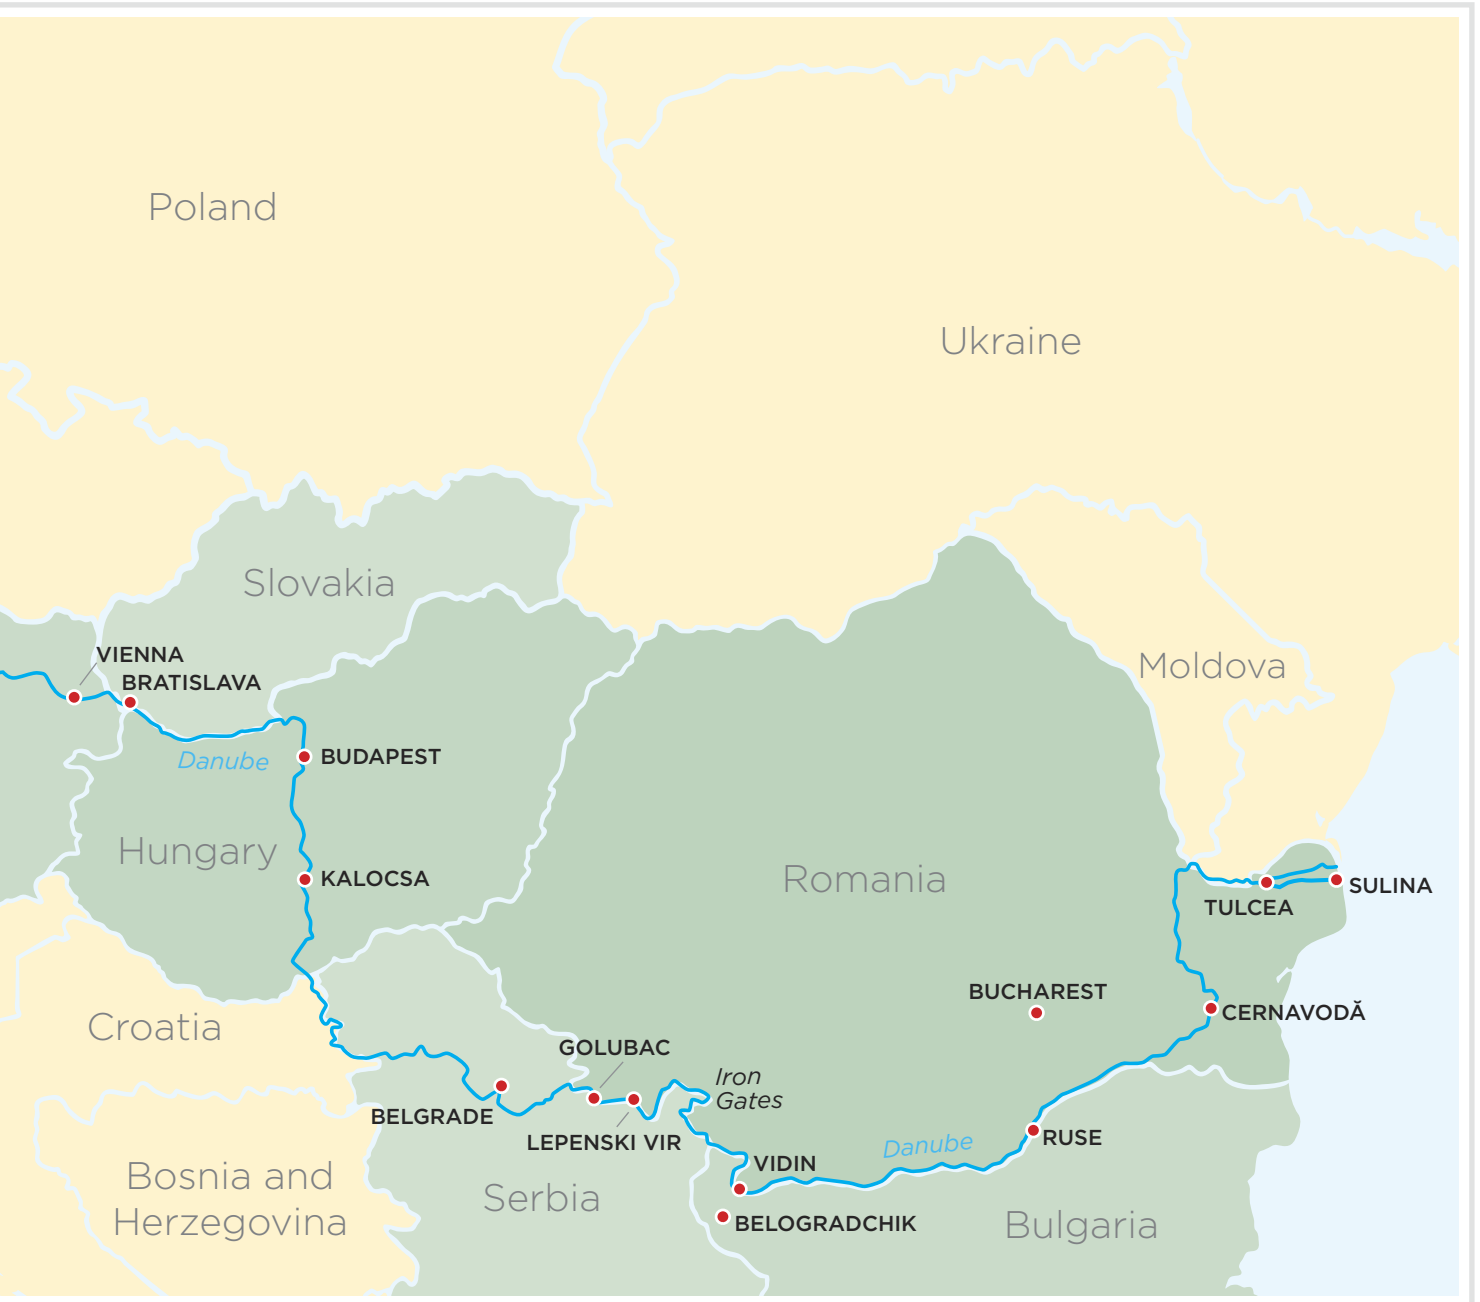 Poland
Ukraine
Slovakia
VIENNA
BRATISLAVA
Moldova
Danube
BUDAPEST
Hungary
KALOCSA
Romania
SULINA
TULCEA
BUCHAREST
CERNAVODĂ
Croatia
GOLUBAC
Iron
Gates
BELGRADE
LEPENSKI VIR
RUSE
Danube
VIDIN
Bosnia and
Herzegovina
Serbia
BELOGRADCHIK
Bulgaria